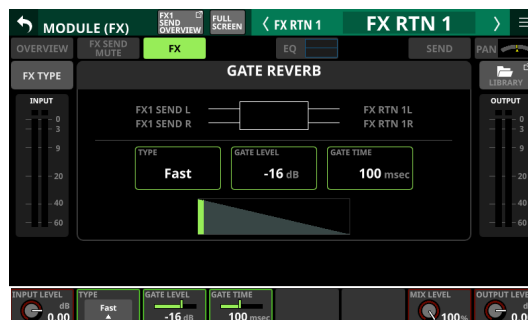 MODULE (FX)
FX1
SEND
OVERVIEW
FULL
SCREEN
FX RTN 1
FX RTN 1
OVERVIEW
FX SEND
MUTE
FX
EQ
SEND
PAN
FX TYPE
GATE REVERB
LIBRARY
INPUT
OUTPUT
0
3
9
20
40
60
0
3
9
20
40
60
FX1 SEND L
FX RTN 1L
FX1 SEND R
FX RTN 1R
TYPE
Fast
GATE LEVEL
-16 dB
GATE TIME
100 msec
INPUT LEVEL
dB
0.00
TYPE
Fast
GATE LEVEL
-16 dB
GATE TIME
100 msec
MIX LEVEL
100%
OUTPUT LEVE
dB
0.0